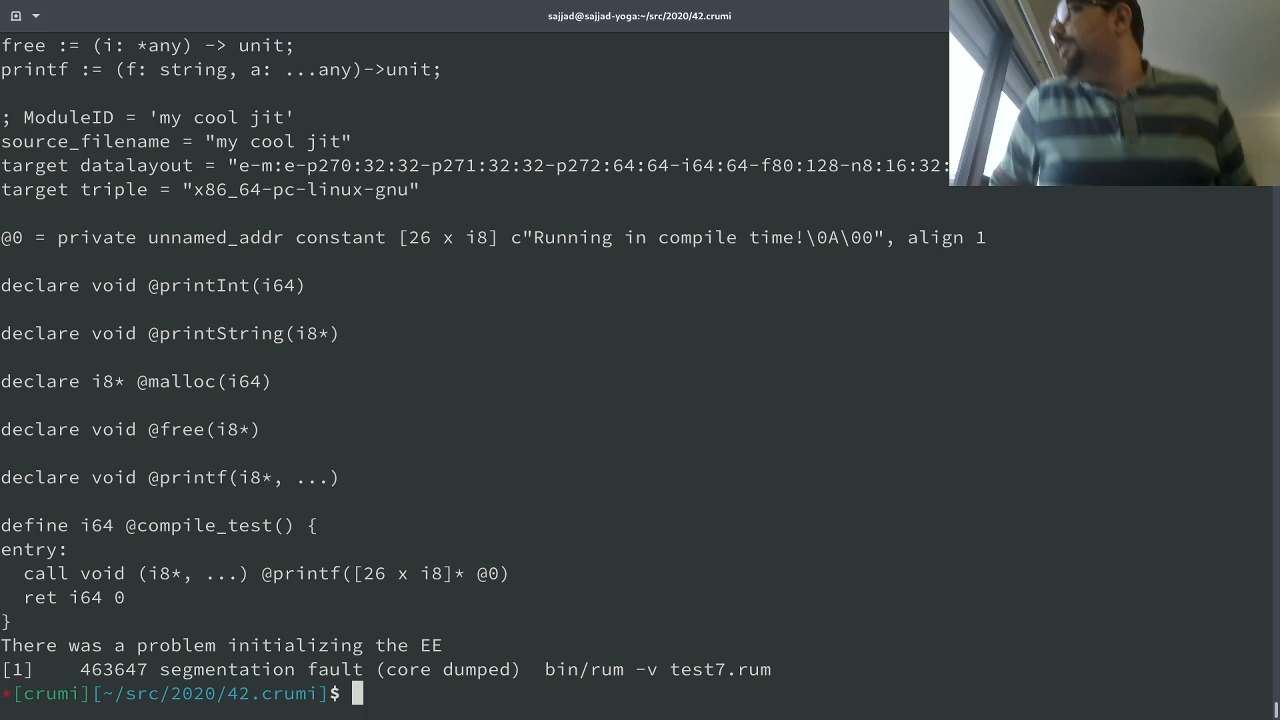 sajjad@sajjad-yoga:~/src/2020/42.crumi
free := (i: *any) -> unit;
printf := (f: string, a: ...any)->unit;
; ModuleID = 'my cool jit'
source_filename = "my cool jit"
target datalayout = "e-m:e-p270:32:32-p271:32:32-p272:64:64-i64:64-f80:128-n8:16:32:
target triple = "x86_64-pc-linux-gnu"
@0 = private unnamed_addr constant [26 x i8] c"Running in compile time!\0A\00", align 1
declare void @printInt(i64)
declare void @printString(i8*)
declare i8* @malloc(i64)
declare void @free(i8*)
declare void @printf(i8*, ...)
define i64 @compile_test() {
entry:
  call void (i8*, ...) @printf([26 x i8]* @0)
  ret i64 0
}
There was a problem initializing the EE
[1]    463647 segmentation fault (core dumped)  bin/rum -v test7.rum
*[crumi][~/src/2020/42.crumi]$